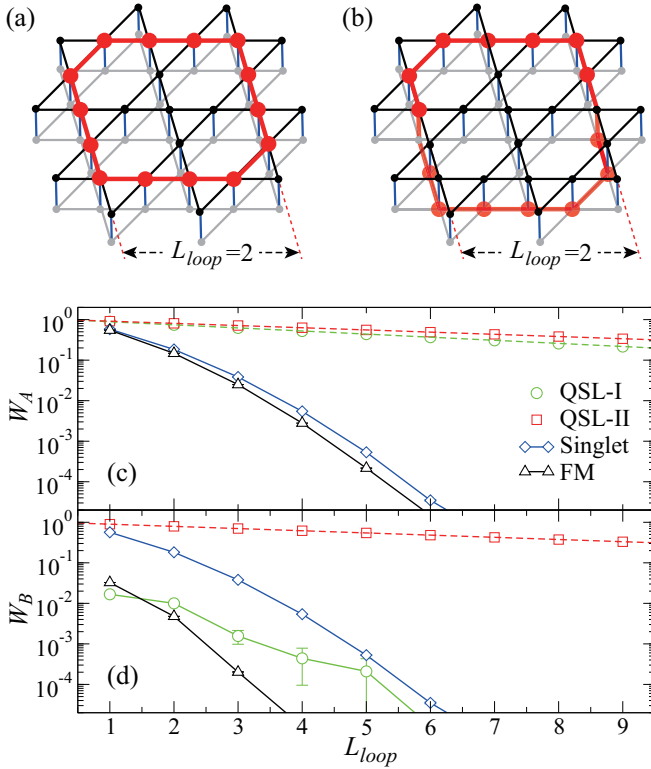 (a)
(b)
L_loop=2
L_loop=2
10^0
10^-1
10^-2
10^-3
10^-4
W_A
(c)
QSL-I
QSL-II
Singlet
FM
10^0
10^-1
10^-2
10^-3
10^-4
W_B
(d)
1 2 3 4 5 6 7 8 9
L_loop